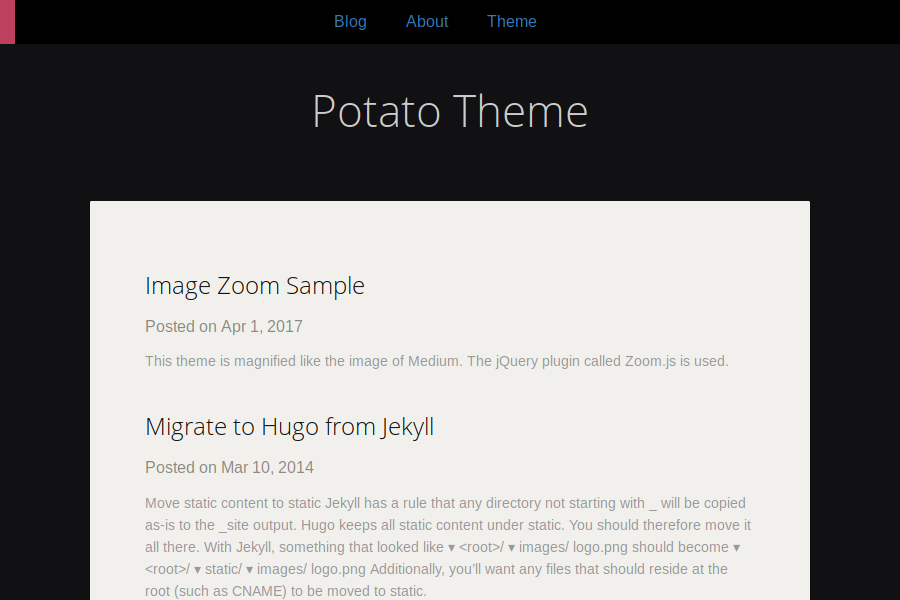 Blog About Theme
Potato Theme
Image Zoom Sample
Posted on Apr 1, 2017
This theme is magnified like the image of Medium. The jQuery plugin called Zoom.js is used.
Migrate to Hugo from Jekyll
Posted on Mar 10, 2014
Move static content to static Jekyll has a rule that any directory not starting with _ will be copied
as-is to the _site output. Hugo keeps all static content under static. You should therefore move it
all there. With Jekyll, something that looked like ▾ <root>/ ▾ images/ logo.png should become ▾
<root>/ ▾ static/ ▾ images/ logo.png Additionally, you’ll want any files that should reside at the
root (such as CNAME) to be moved to static.